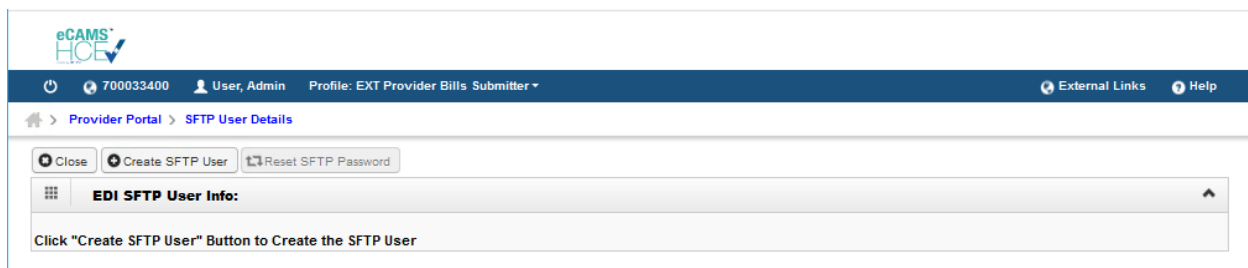 eCAMS
HCE
700033400 User, Admin Profile: EXT Provider Bills Submitter External Links Help
> Provider Portal > SFTP User Details
Close Create SFTP User Reset SFTP Password
EDI SFTP User Info:
Click "Create SFTP User" Button to Create the SFTP User